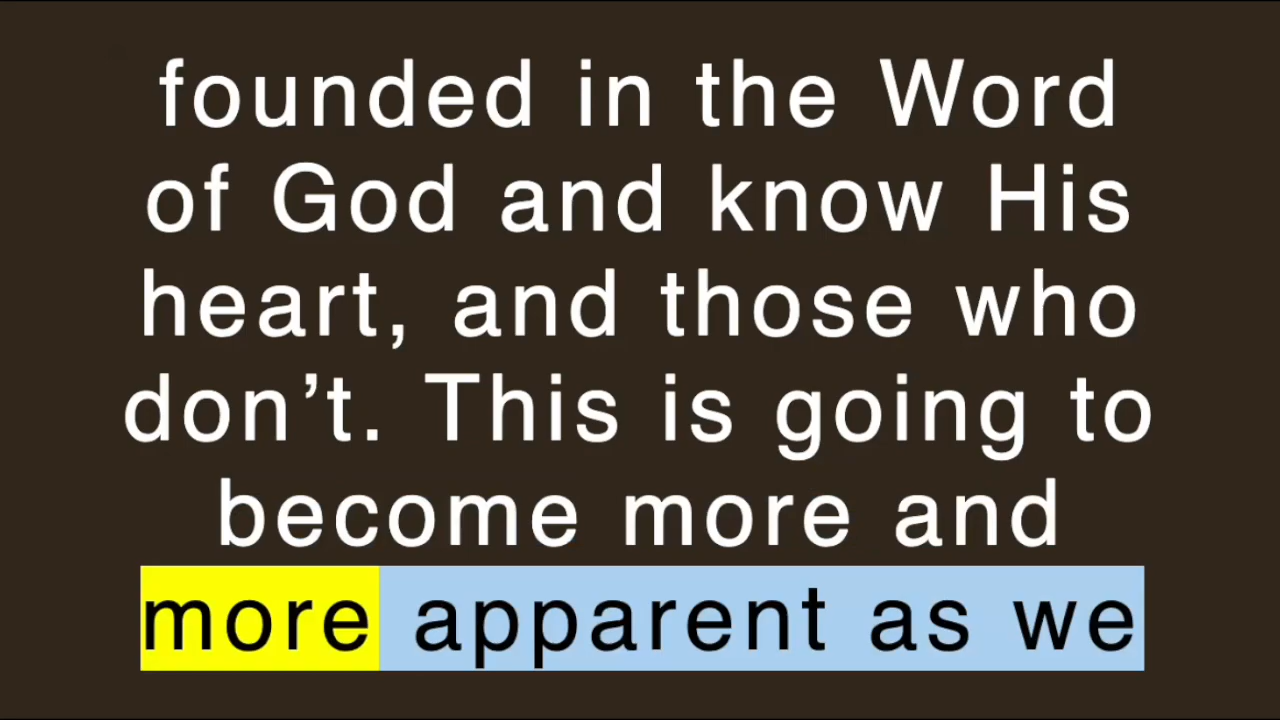 founded in the Word
of God and know His
heart, and those who
don’t. This is going to
become more and
more apparent as we